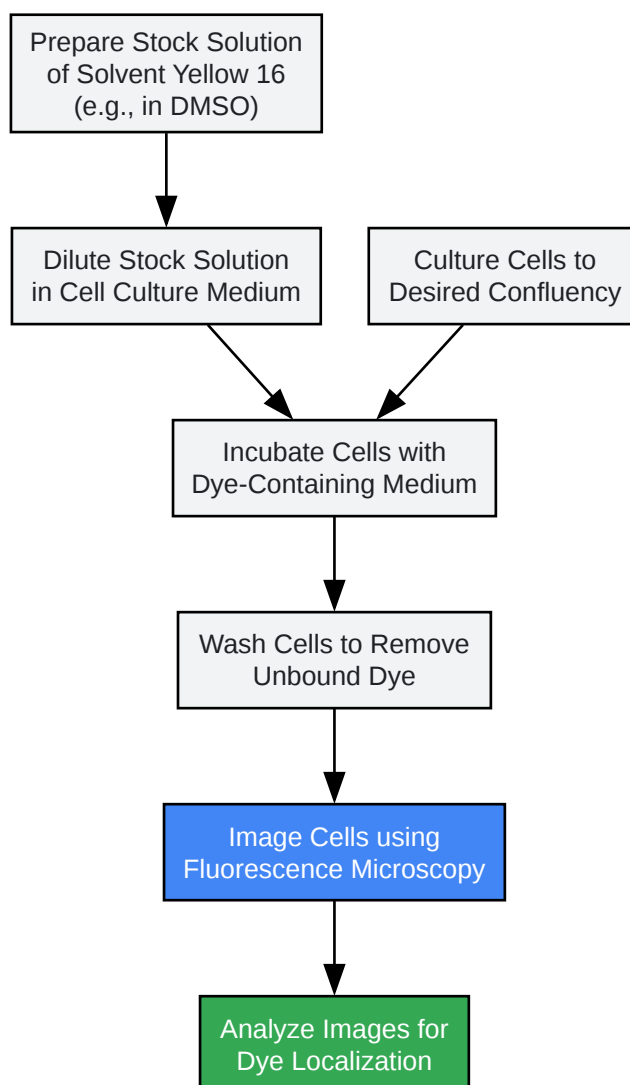 Prepare Stock Solution
of Solvent Yellow 16
(e.g., in DMSO)
Dilute Stock Solution
in Cell Culture Medium
Culture Cells to
Desired Confluency
Incubate Cells with
Dye-Containing Medium
Wash Cells to Remove
Unbound Dye
Image Cells using
Fluorescence Microscopy
Analyze Images for
Dye Localization